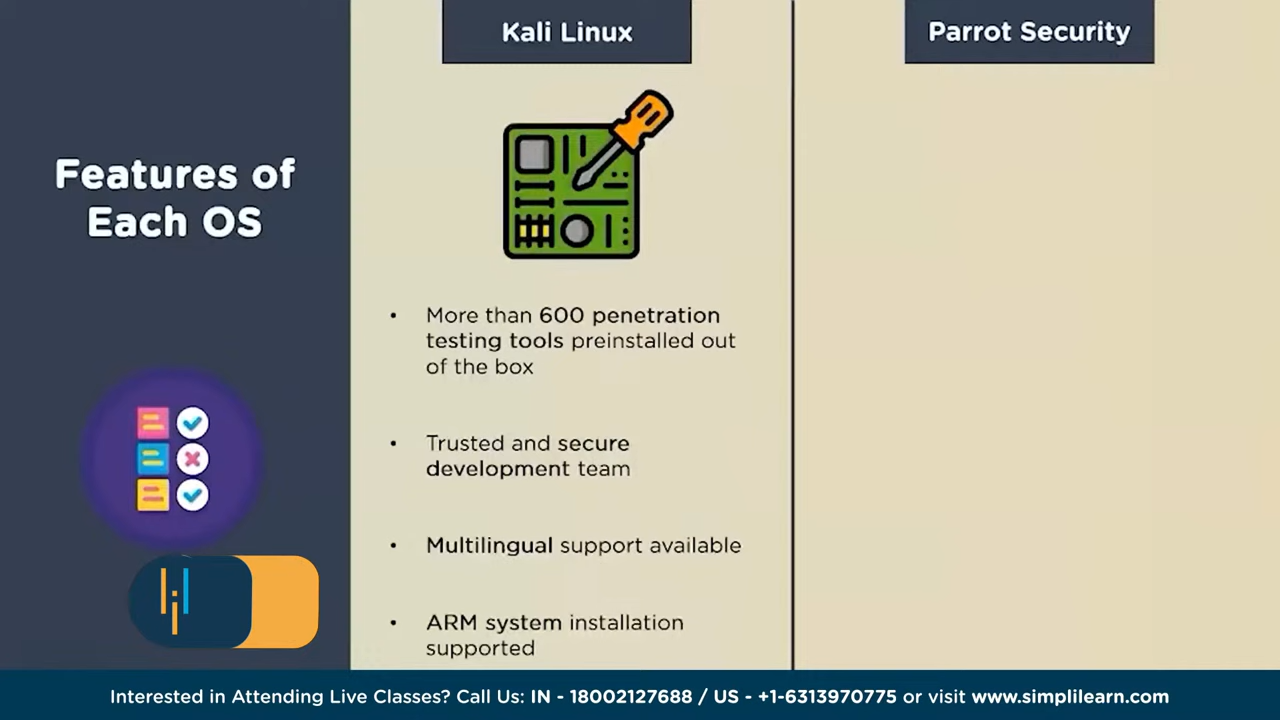 Features of
Each OS
Kali Linux
• More than 600 penetration
testing tools preinstalled out
of the box
• Trusted and secure
development team
• Multilingual support available
• ARM system installation
supported
Parrot Security
Interested in Attending Live Classes? Call Us: IN - 18002127688 / US - +1-6313970775 or visit www.simplilearn.com